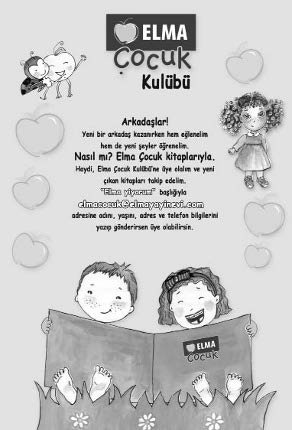 ELMA
Çocuk
Kulübü
Arkadaşlar!
Yeni bir arkadaş kazanırken hem eğlenelim
hem de yeni şeyler öğrenelim.
Nasıl mı? Elma Çocuk kitaplarıyla.
Haydi, Elma Çocuk Kulübü'ne üye olalım ve yeni
çıkan kitapları takip edelim.
"Elma yiyorum!" başlığıyla
elmacocuk@elmayayinevi.com
adresine adını, yaşını, adres ve telefon bilgilerini
yazıp gönderirsen üye olabilirsin.
ELMA
Çocuk